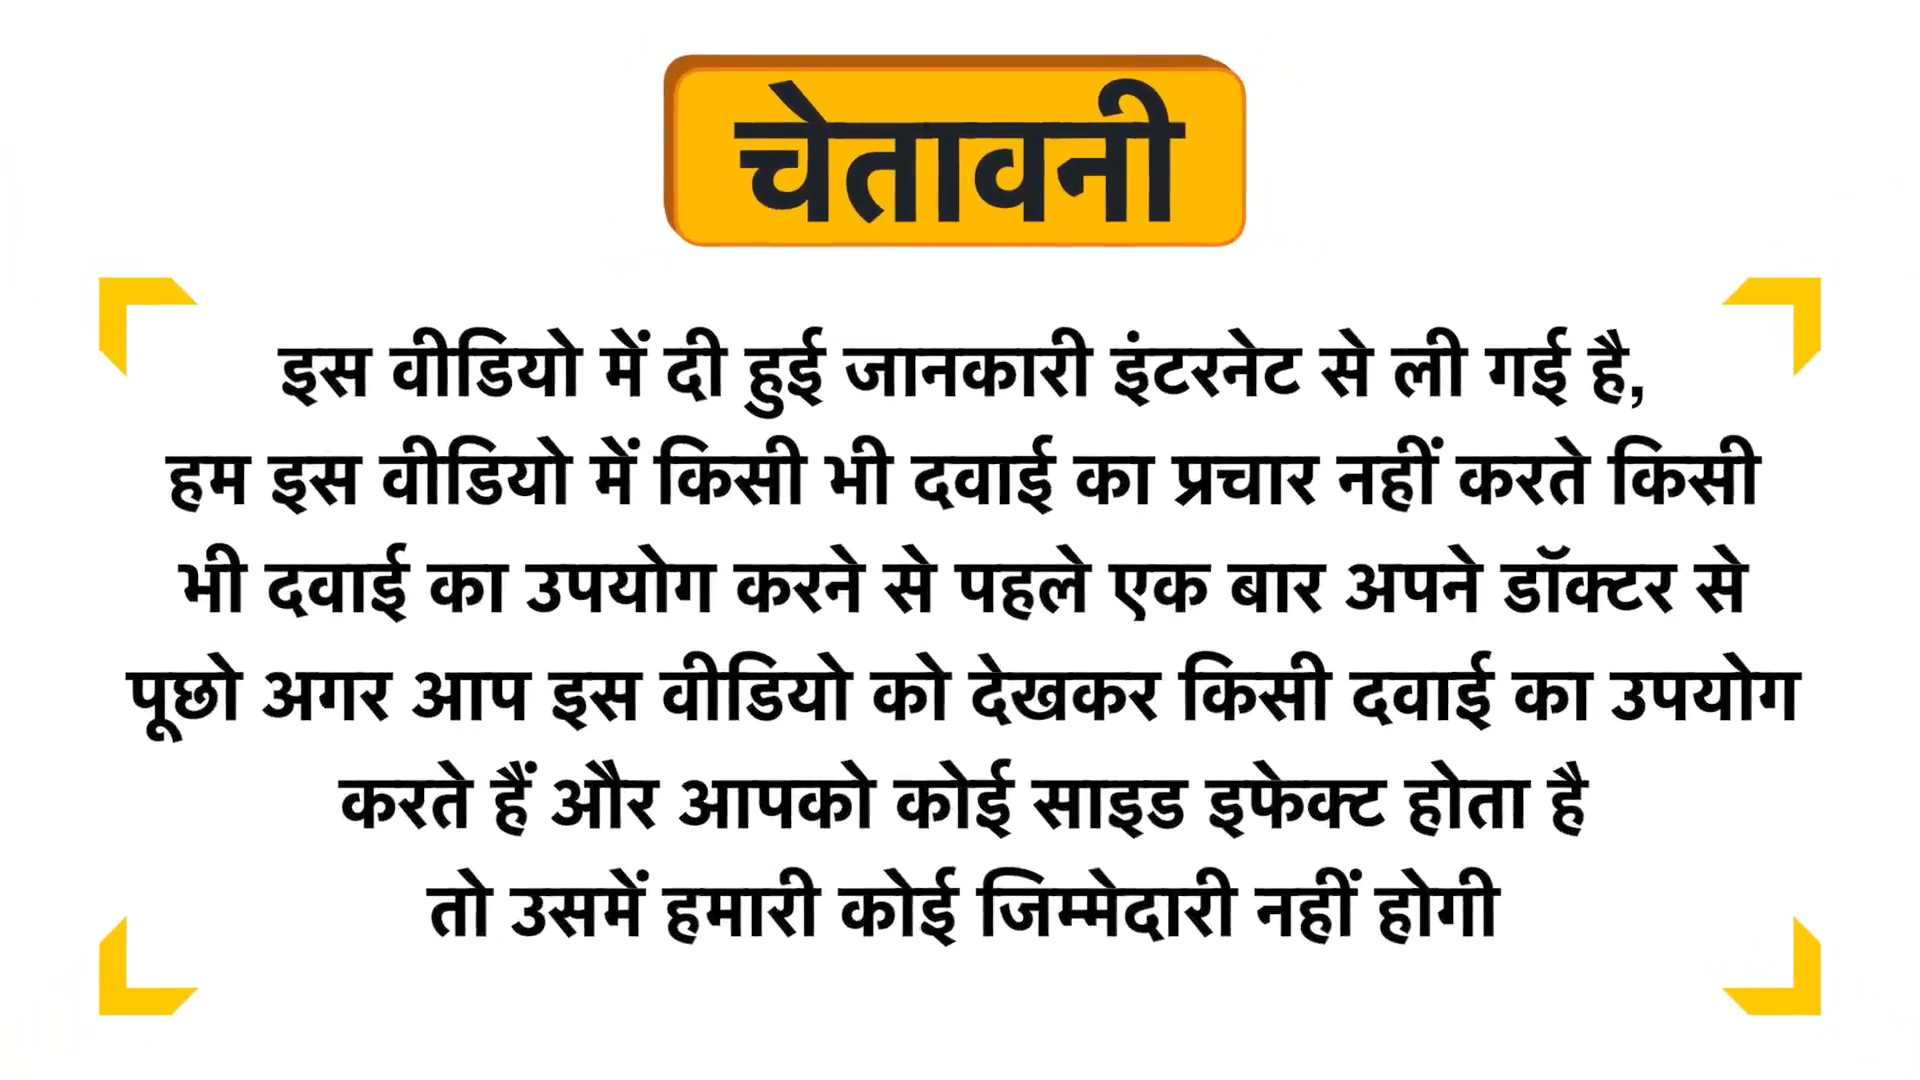 चेतावनी
इस वीडियो में दी हुई जानकारी इंटरनेट से ली गई है,
हम इस वीडियो में किसी भी दवाई का प्रचार नहीं करते किसी
भी दवाई का उपयोग करने से पहले एक बार अपने डॉक्टर से
पूछो अगर आप इस वीडियो को देखकर किसी दवाई का उपयोग
करते हैं और आपको कोई साइड इफेक्ट होता है
तो उसमें हमारी कोई जिम्मेदारी नहीं होगी